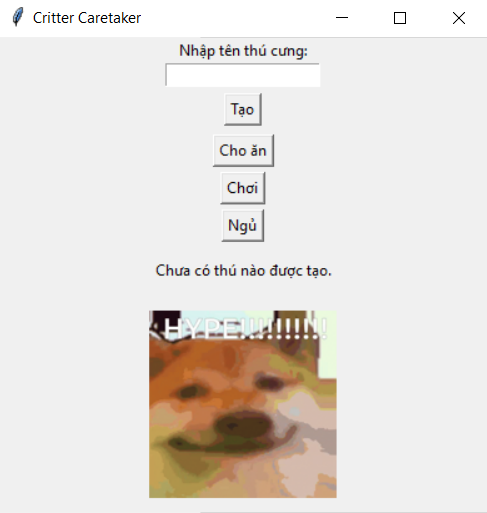 Critter Caretaker
Nhập tên thú cưng:
Tạo
Cho ăn
Chơi
Ngủ
Chưa có thú nào được tạo.
HYPE!!!!!!!!!!